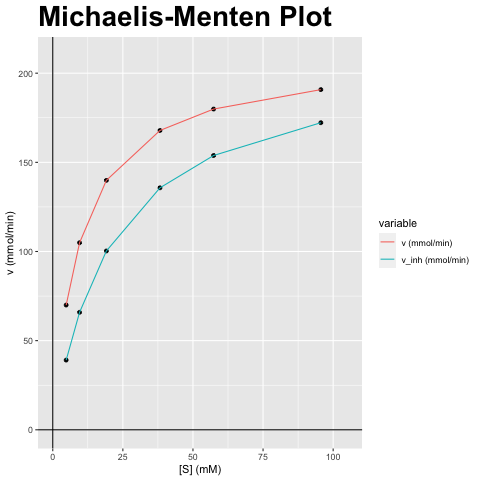 Michaelis-Menten Plot
200
150
100
50
0
v (mmol/min)
0 25 50 75 100
[S] (mM)
variable
v (mmol/min)
v_inh (mmol/min)